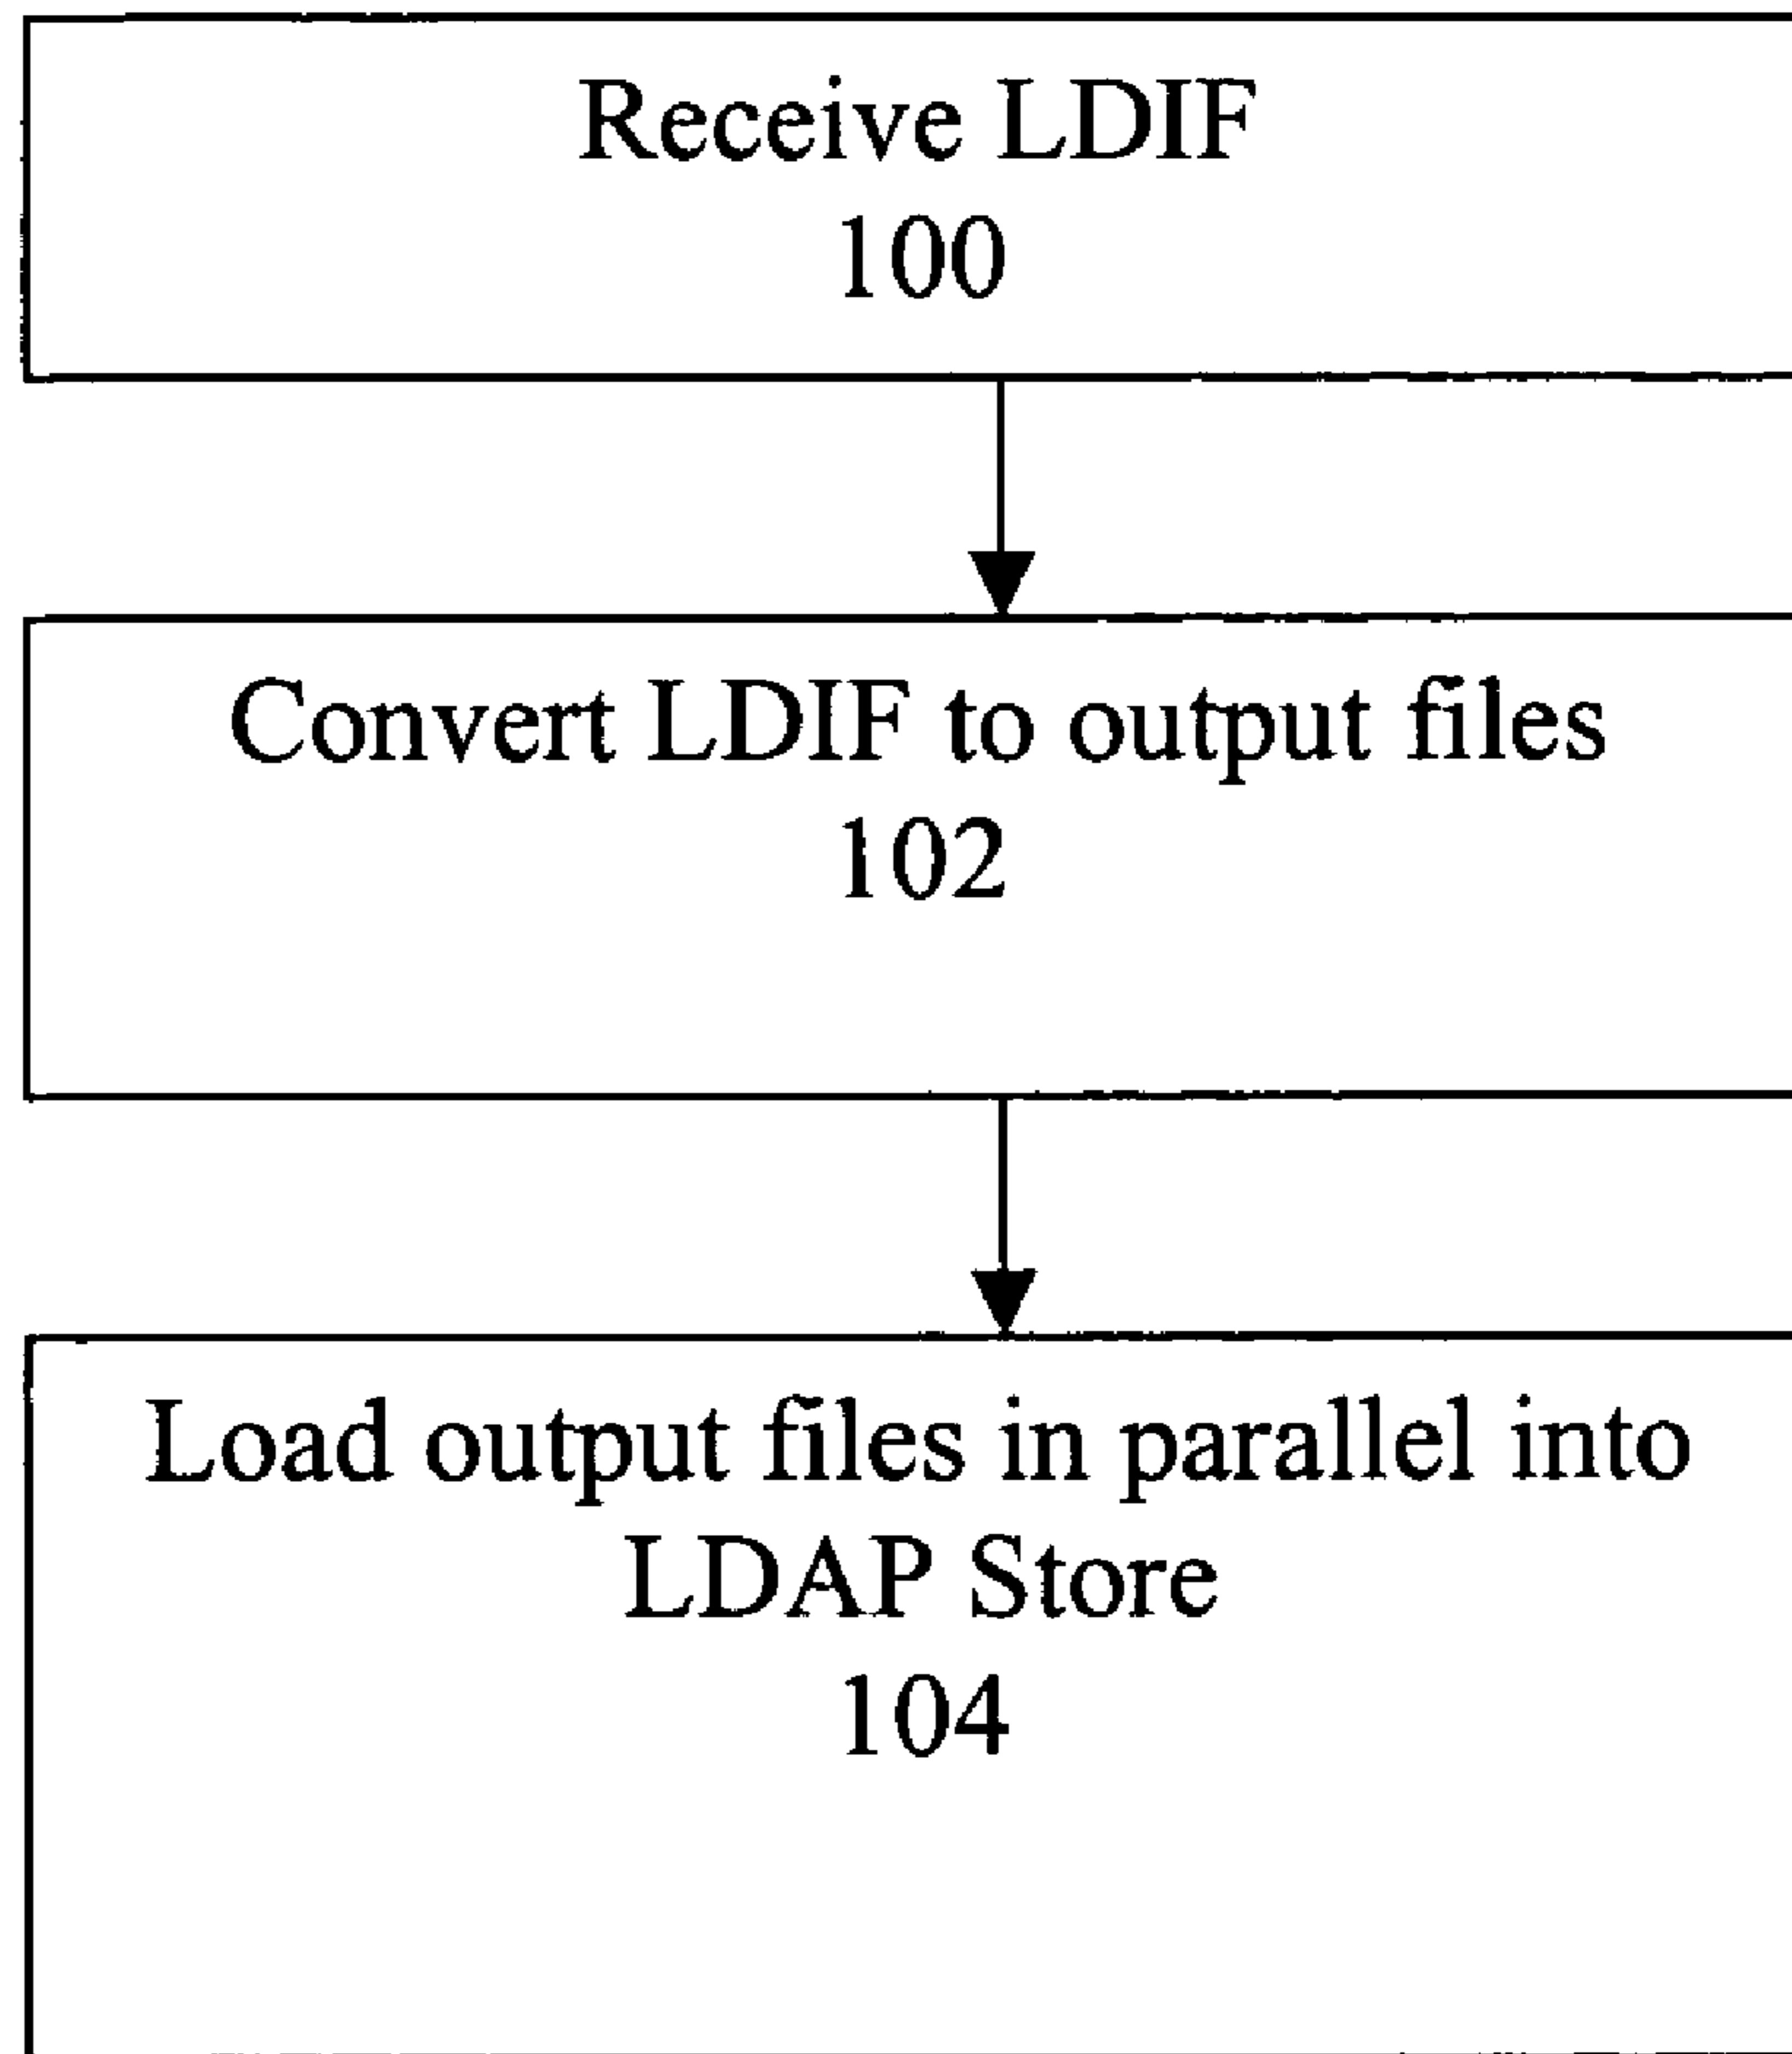 Receive LDIF
100
Convert LDIF to output files
102
Load output files in parallel into
LDAP Store
104